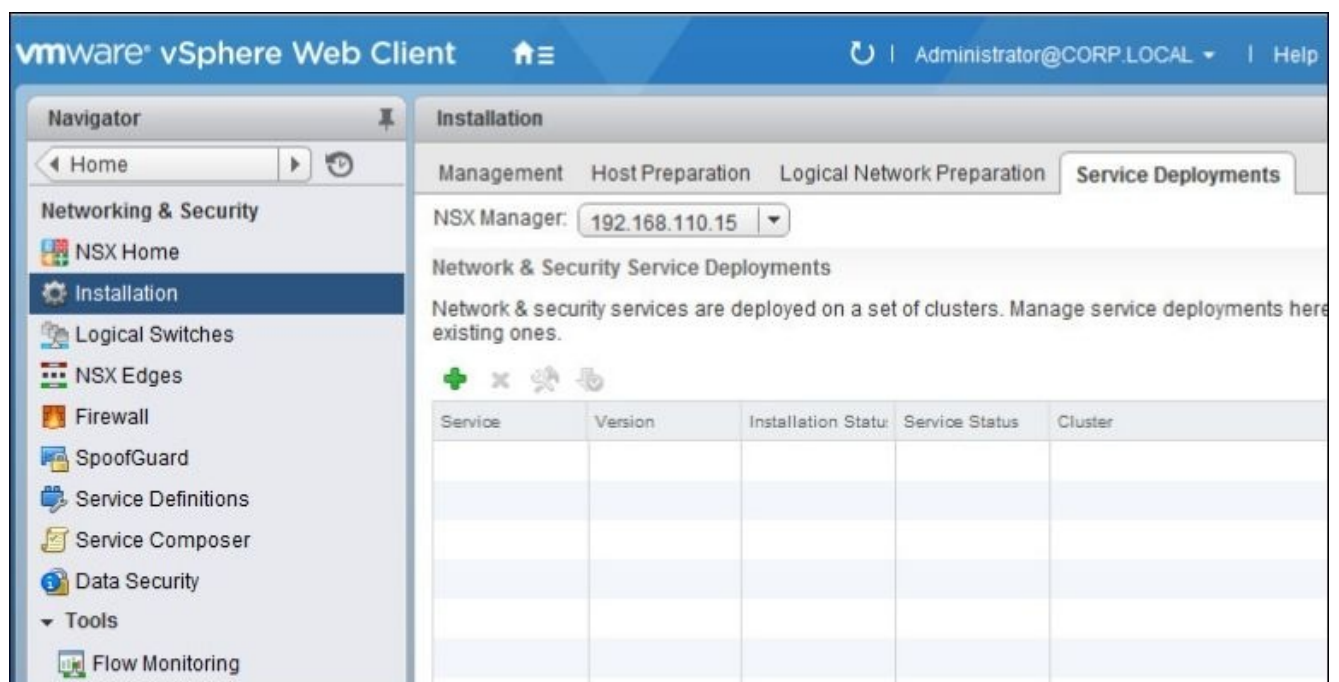 vmware® vSphere Web Client
Administrator@CORP.LOCAL
Help
Navigator
Home
Networking & Security
NSX Home
Installation
Logical Switches
NSX Edges
Firewall
SpoofGuard
Service Definitions
Service Composer
Data Security
Tools
Flow Monitoring
Installation
Management Host Preparation Logical Network Preparation Service Deployments
NSX Manager: 192.168.110.15
Network & Security Service Deployments
Network & security services are deployed on a set of clusters. Manage service deployments here
existing ones.
Service Version Installation Statu Service Status Cluster